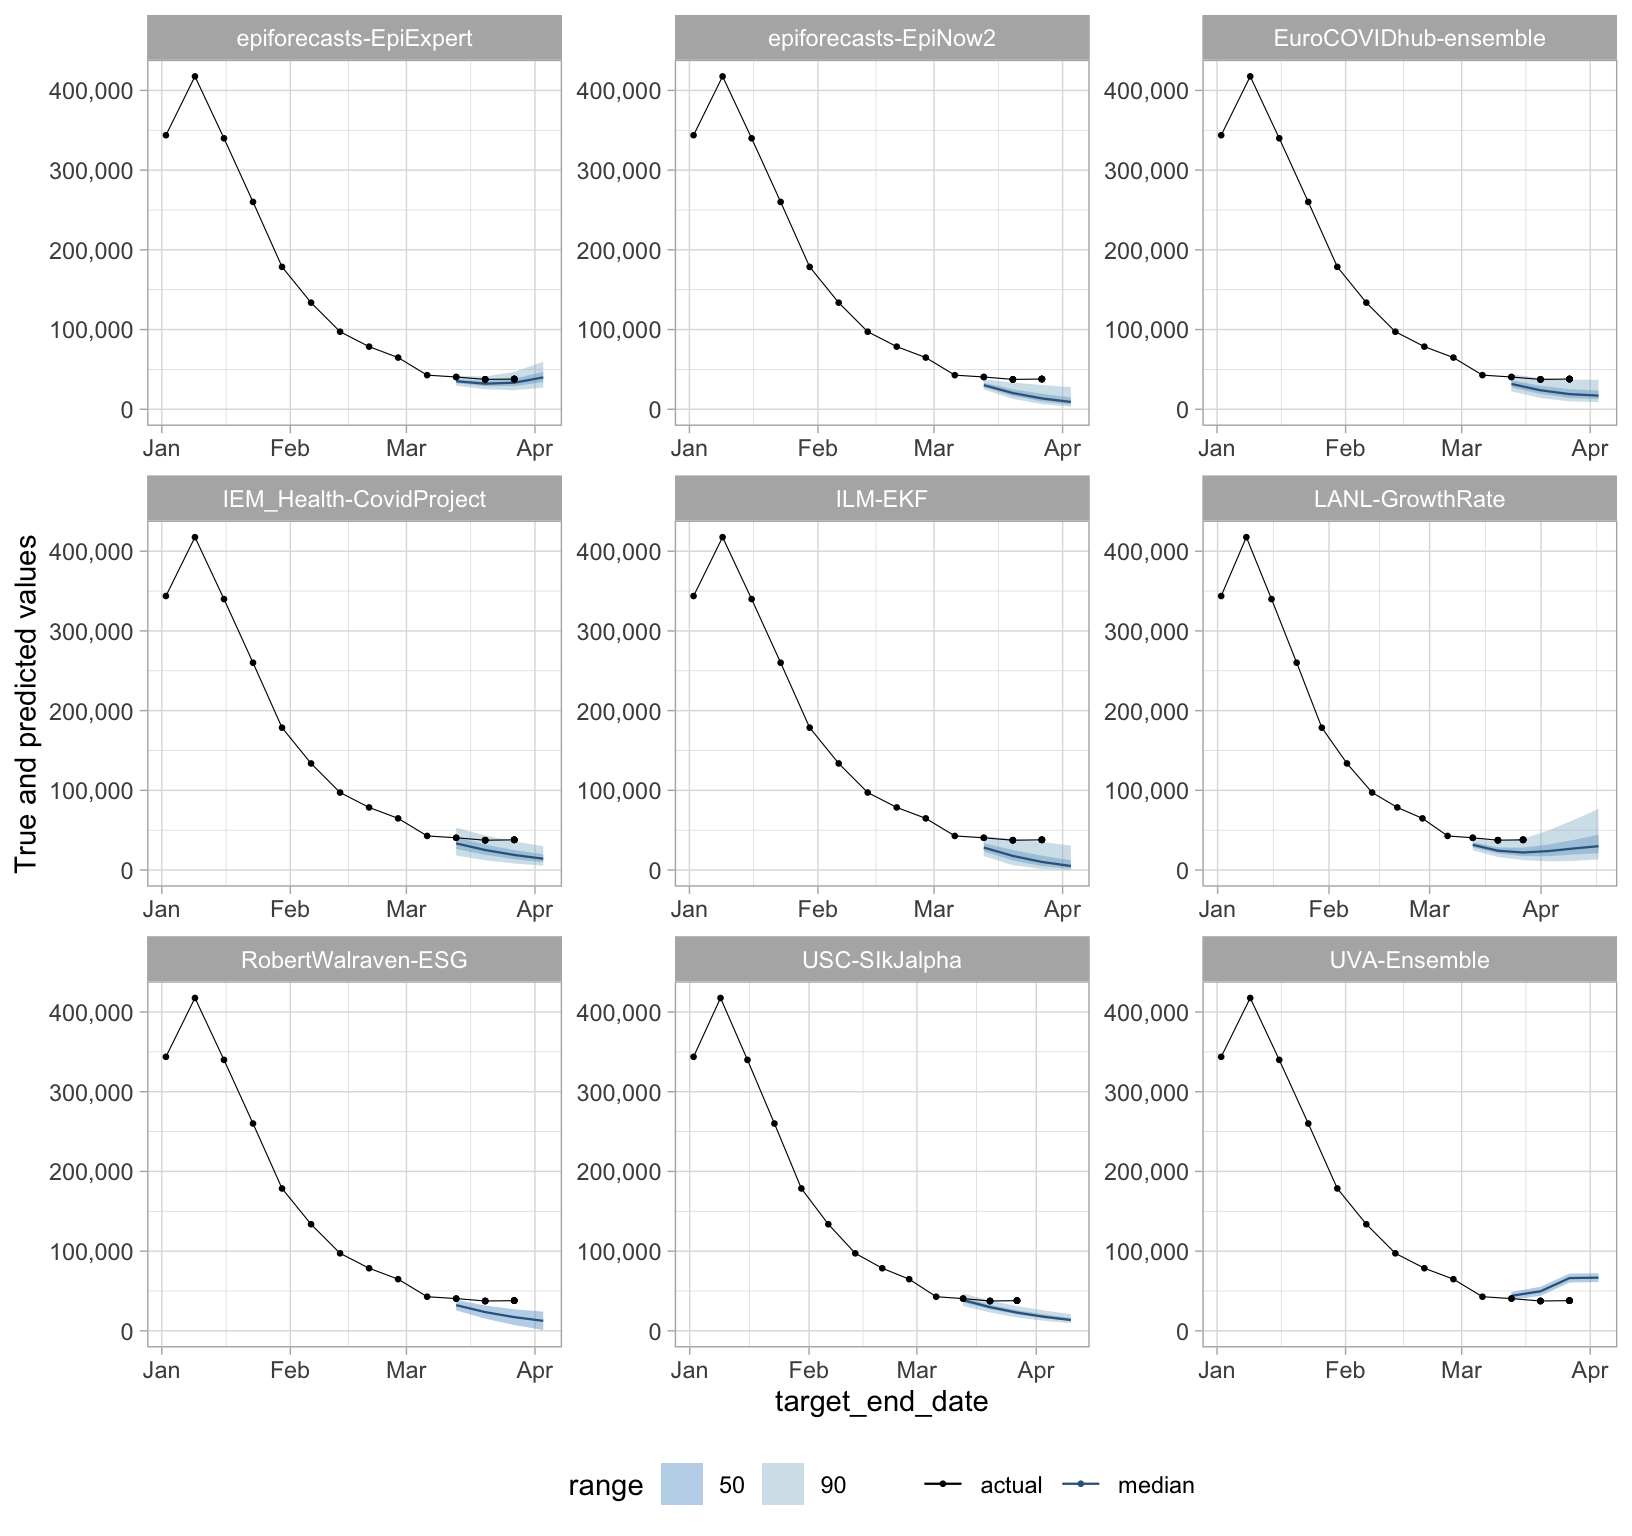 epiforecasts-EpiExpert epiforecasts-EpiNow2 EuroCOVIDhub-ensemble
400,000 400,000 400,000
300,000 300,000 300,000
200,000 200,000 200,000
100,000 100,000 100,000
0 0 0
Jan Feb Mar Apr Jan Feb Mar Apr Jan Feb Mar Apr
IEM_Health-CovidProject ILM-EKF LANL-GrowthRate
True and predicted values
400,000 400,000 400,000
300,000 300,000 300,000
200,000 200,000 200,000
100,000 100,000 100,000
0 0 0
Jan Feb Mar Apr Jan Feb Mar Apr Jan Feb Mar Apr
RobertWalraven-ESG USC-SIkJalpha UVA-Ensemble
400,000 400,000 400,000
300,000 300,000 300,000
200,000 200,000 200,000
100,000 100,000 100,000
0 0 0
Jan Feb Mar Apr Jan Feb Mar Apr Jan Feb Mar Apr
target_end_date
range 50 90 actual median